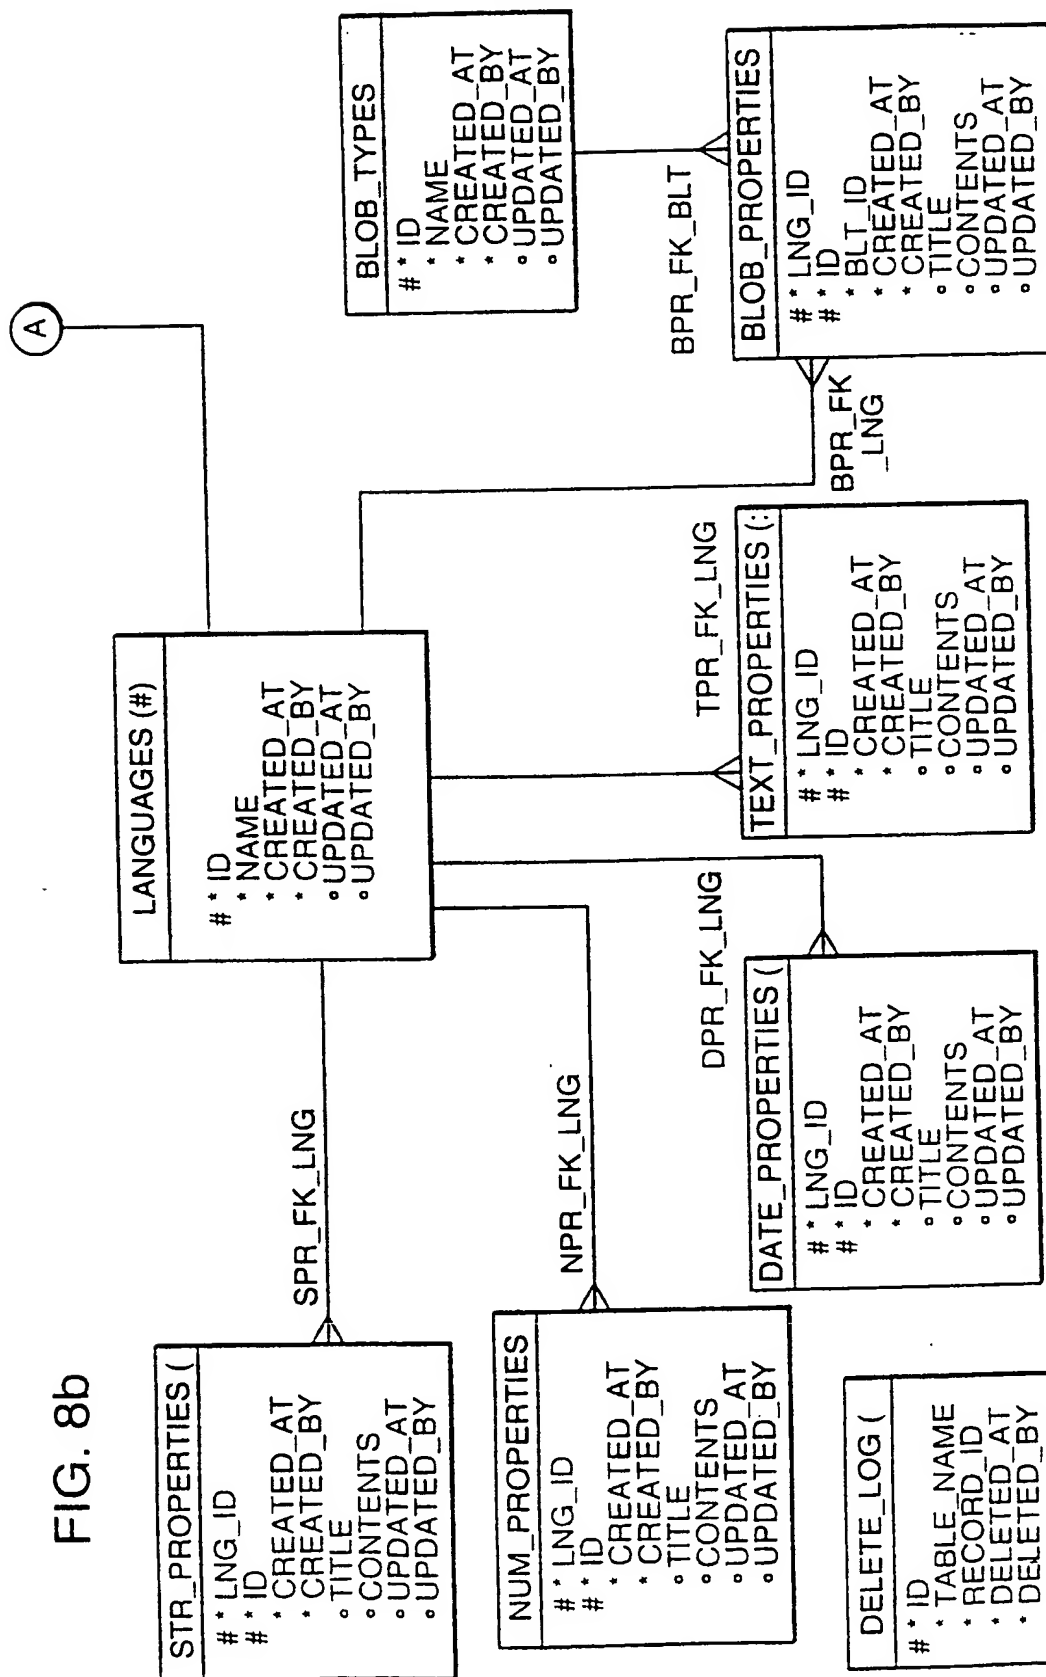 FIG. 8b
A
LANGUAGES (#)
# * ID
* NAME
* CREATED_AT
* CREATED_BY
° UPDATED_AT
° UPDATED_BY
BLOB_TYPES
# * ID
* NAME
* CREATED_AT
* CREATED_BY
° UPDATED_AT
° UPDATED_BY
STR_PROPERTIES (
# * LNG_ID
# * ID
* CREATED_AT
* CREATED_BY
° TITLE
° CONTENTS
° UPDATED_AT
° UPDATED_BY
SPR_FK_LNG
NUM_PROPERTIES
# * LNG_ID
# * ID
* CREATED_AT
* CREATED_BY
° TITLE
° CONTENTS
° UPDATED_AT
° UPDATED_BY
NPR_FK_LNG
DPR_FK_LNG
TPR_FK_LNG
BPR_FK_BLT
BPR_FK
_LNG
DATE_PROPERTIES (
# * LNG_ID
# * ID
* CREATED_AT
* CREATED_BY
° TITLE
° CONTENTS
° UPDATED_AT
° UPDATED_BY
TEXT_PROPERTIES (:
# * LNG_ID
# * ID
* CREATED_AT
* CREATED_BY
° TITLE
° CONTENTS
° UPDATED_AT
° UPDATED_BY
BLOB_PROPERTIES
# * LNG_ID
# * ID
* BLT_ID
* CREATED_AT
* CREATED_BY
° TITLE
° CONTENTS
° UPDATED_AT
° UPDATED_BY
DELETE_LOG (
# * ID
* TABLE_NAME
* RECORD_ID
* DELETED_AT
* DELETED_BY